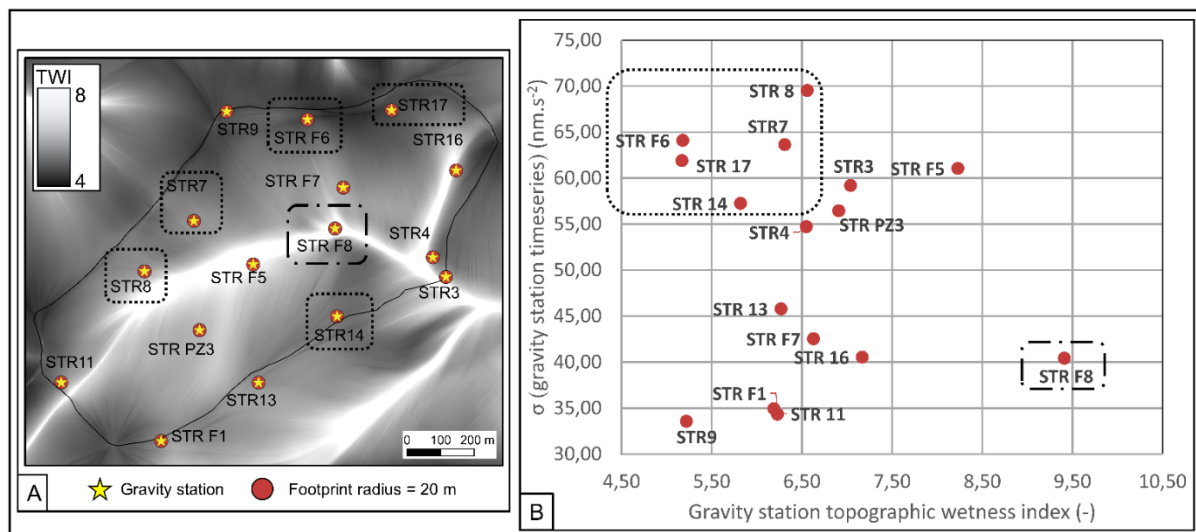 TWI
8
4
STR9
STR F6
STR17
STR16
STR7
STR F7
STR F8
STR4
STR8
STR F5
STR3
STR14
STR PZ3
STR11
STR13
STR F1
0 100 200 m
A
Gravity station
Footprint radius = 20 m
σ (gravity station timeseries) (nm.s⁻²)
75,00
70,00
65,00
60,00
55,00
50,00
45,00
40,00
35,00
30,00
STR 8
STR F6
STR7
STR 17
STR3
STR F5
STR 14
STR PZ3
STR4
STR 13
STR F7
STR 16
STR F8
STR F1
STR 11
STR9
4,50 5,50 6,50 7,50 8,50 9,50 10,50
B
Gravity station topographic wetness index (-)